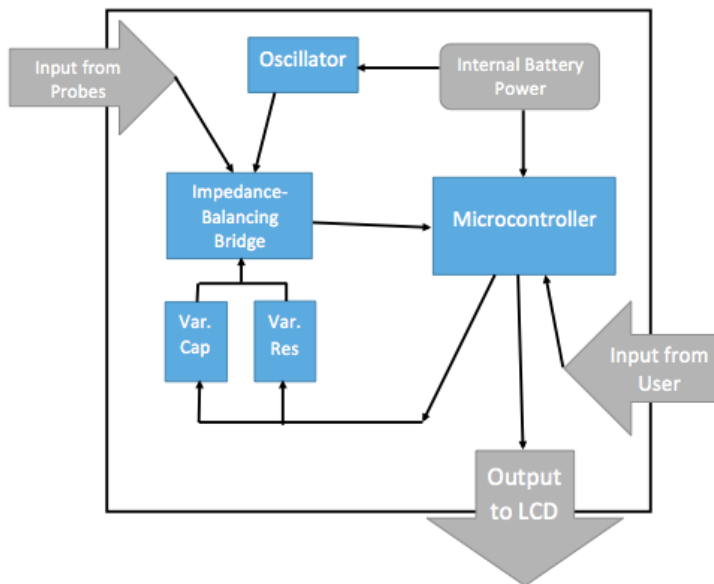 Input from
Probes
Oscillator
Internal Battery
Power
Impedance-
Balancing
Bridge
Microcontroller
Var.
Cap
Var.
Res
Input from
User
Output
to LCD